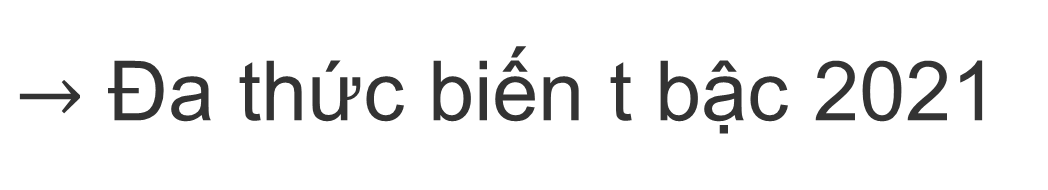 → Đa thức biến t bậc 2021